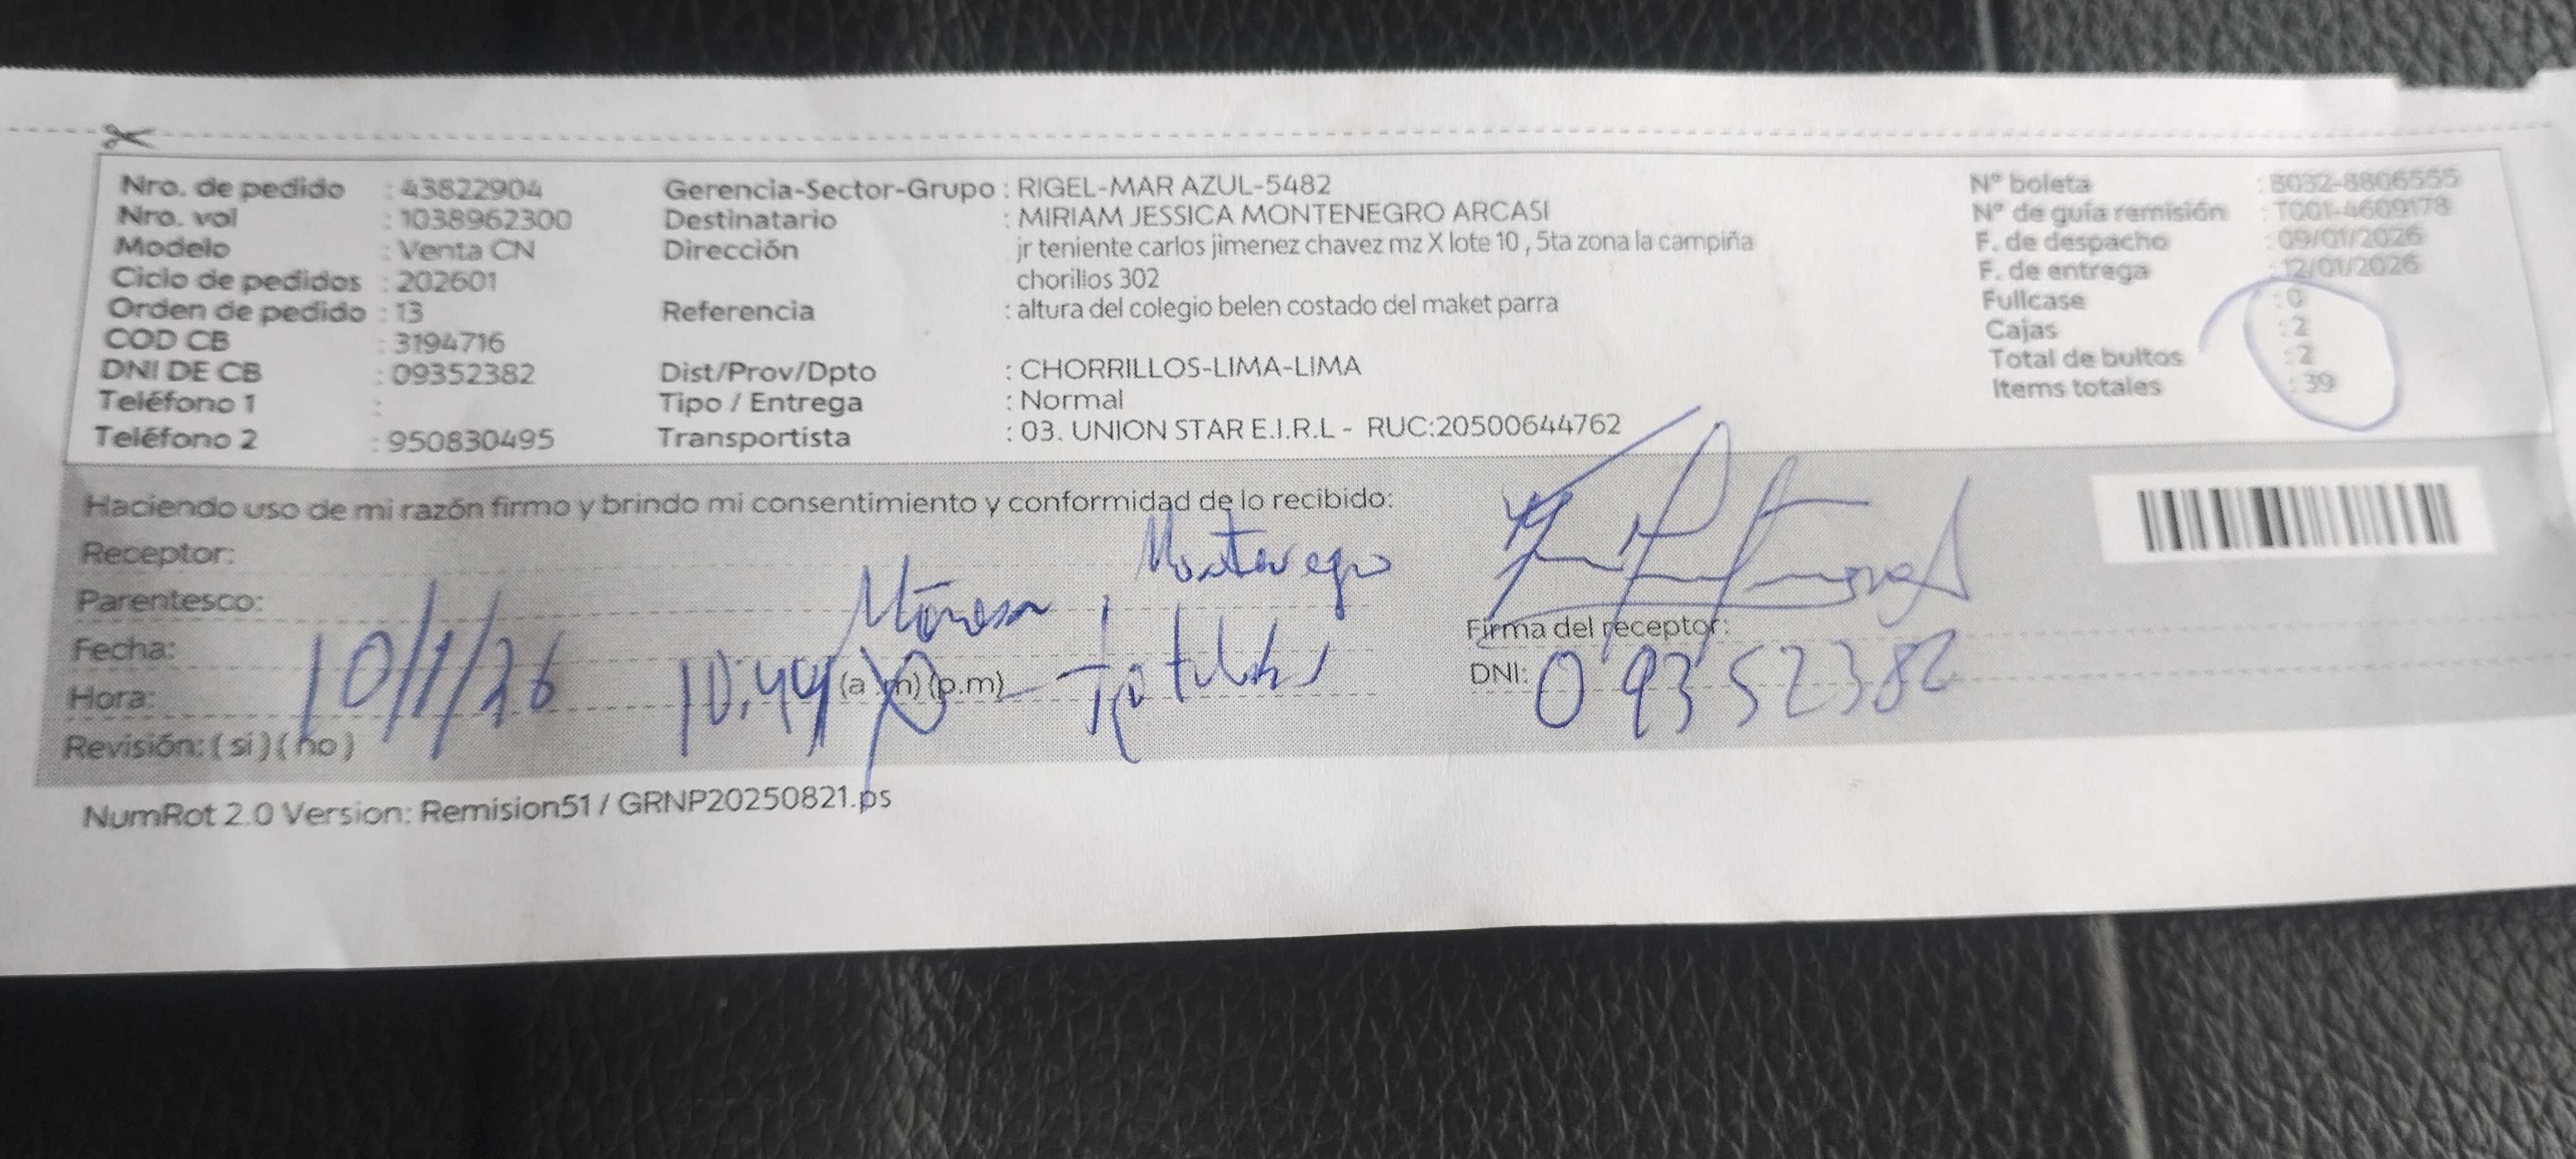 Nro. de pedido : 43822904
Nro. vol : 1038962300
Modelo : Venta CN
Ciclo de pedidos : 202601
Orden de pedido : 13
COD CB : 3194716
DNI DE CB : 09352382
Teléfono 1 :
Teléfono 2 : 950830495
Gerencia-Sector-Grupo : RIGEL-MAR AZUL-5482
Destinatario : MIRIAM JESSICA MONTENEGRO ARCASI
Dirección : jr teniente carlos jimenez chavez mz X lote 10 , 5ta zona la campiña
chorillos 302
Referencia : altura del colegio belen costado del maket parra
Dist/Prov/Dpto : CHORRILLOS-LIMA-LIMA
Tipo / Entrega : Normal
Transportista : 03. UNION STAR E.I.R.L - RUC:20500644762
Nº boleta : B032-8806555
Nº de guía remisión : T001-4609178
F. de despacho : 09/01/2026
F. de entrega : 12/01/2026
Fullcase : 0
Cajas : 2
Total de bultos : 2
Items totales : 39
Haciendo uso de mi razón firmo y brindo mi consentimiento y conformidad de lo recibido:
Receptor:
Parentesco:
Fecha: 10/1/26
Hora: 10:44 (a.m) (p.m)
Revisión: ( si ) ( no )
Firma del receptor:
DNI: 09352382
NumRot 2.0 Version: Remision51 / GRNP20250821.ps